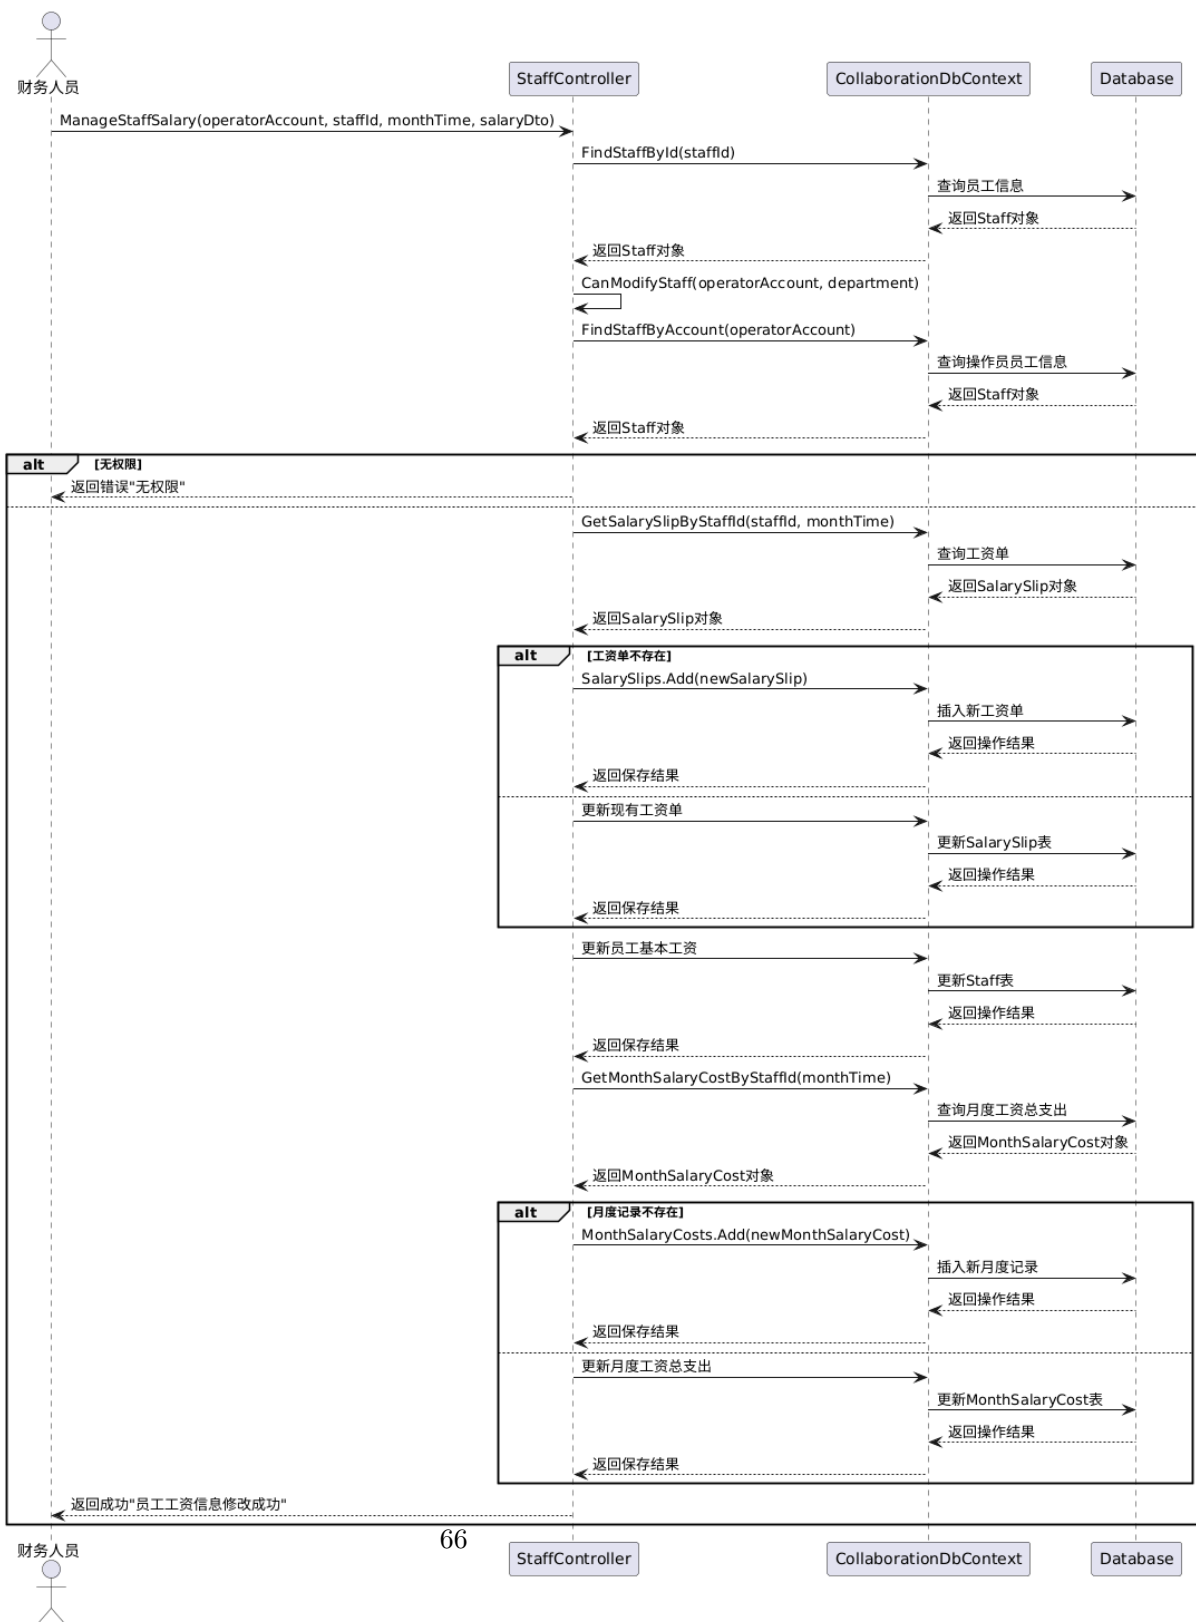 财务人员
StaffController
CollaborationDbContext
Database
ManageStaffSalary(operatorAccount, staffId, monthTime, salaryDto)
FindStaffById(staffId)
查询员工信息
返回Staff对象
返回Staff对象
CanModifyStaff(operatorAccount, department)
FindStaffByAccount(operatorAccount)
查询操作员员工信息
返回Staff对象
返回Staff对象
alt [无权限]
返回错误"无权限"
GetSalarySlipByStaffId(staffId, monthTime)
查询工资单
返回SalarySlip对象
返回SalarySlip对象
alt [工资单不存在]
SalarySlips.Add(newSalarySlip)
插入新工资单
返回操作结果
返回保存结果
更新现有工资单
更新SalarySlip表
返回操作结果
返回保存结果
更新员工基本工资
更新Staff表
返回操作结果
返回保存结果
GetMonthSalaryCostByStaffId(monthTime)
查询月度工资总支出
返回MonthSalaryCost对象
返回MonthSalaryCost对象
alt [月度记录不存在]
MonthSalaryCosts.Add(newMonthSalaryCost)
插入新月度记录
返回操作结果
返回保存结果
更新月度工资总支出
更新MonthSalaryCost表
返回操作结果
返回保存结果
返回成功"员工工资信息修改成功"
66
财务人员
StaffController
CollaborationDbContext
Database